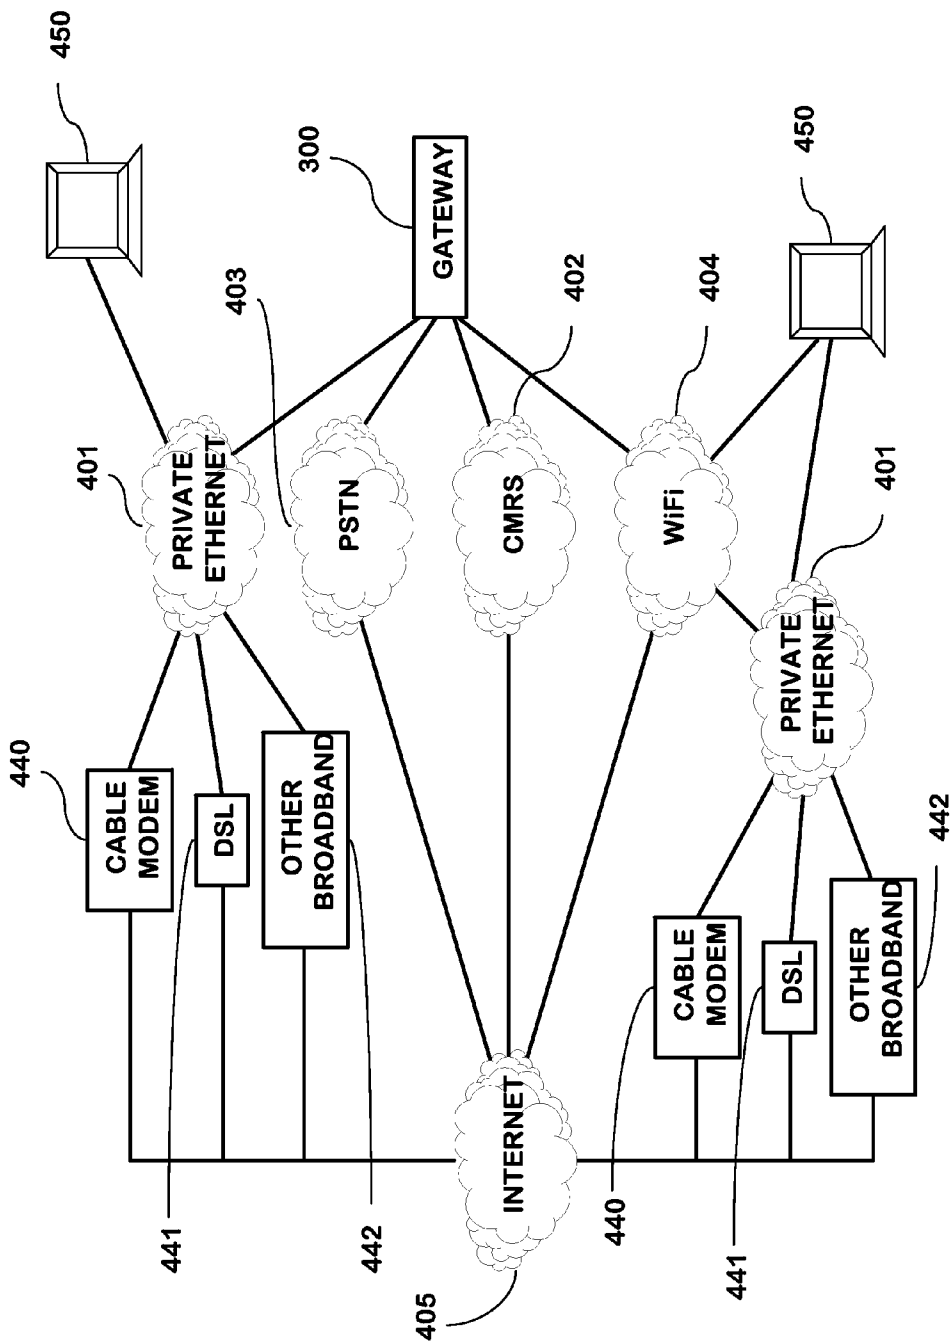 440
450
401
CABLE
MODEM
441
PRIVATE
ETHERNET
DSL
403
OTHER
BROADBAND
300
PSTN
442
405
GATEWAY
INTERNET
CMRS
402
440
WiFi
CABLE
MODEM
404
441
PRIVATE
ETHERNET
DSL
450
OTHER
BROADBAND
401
442